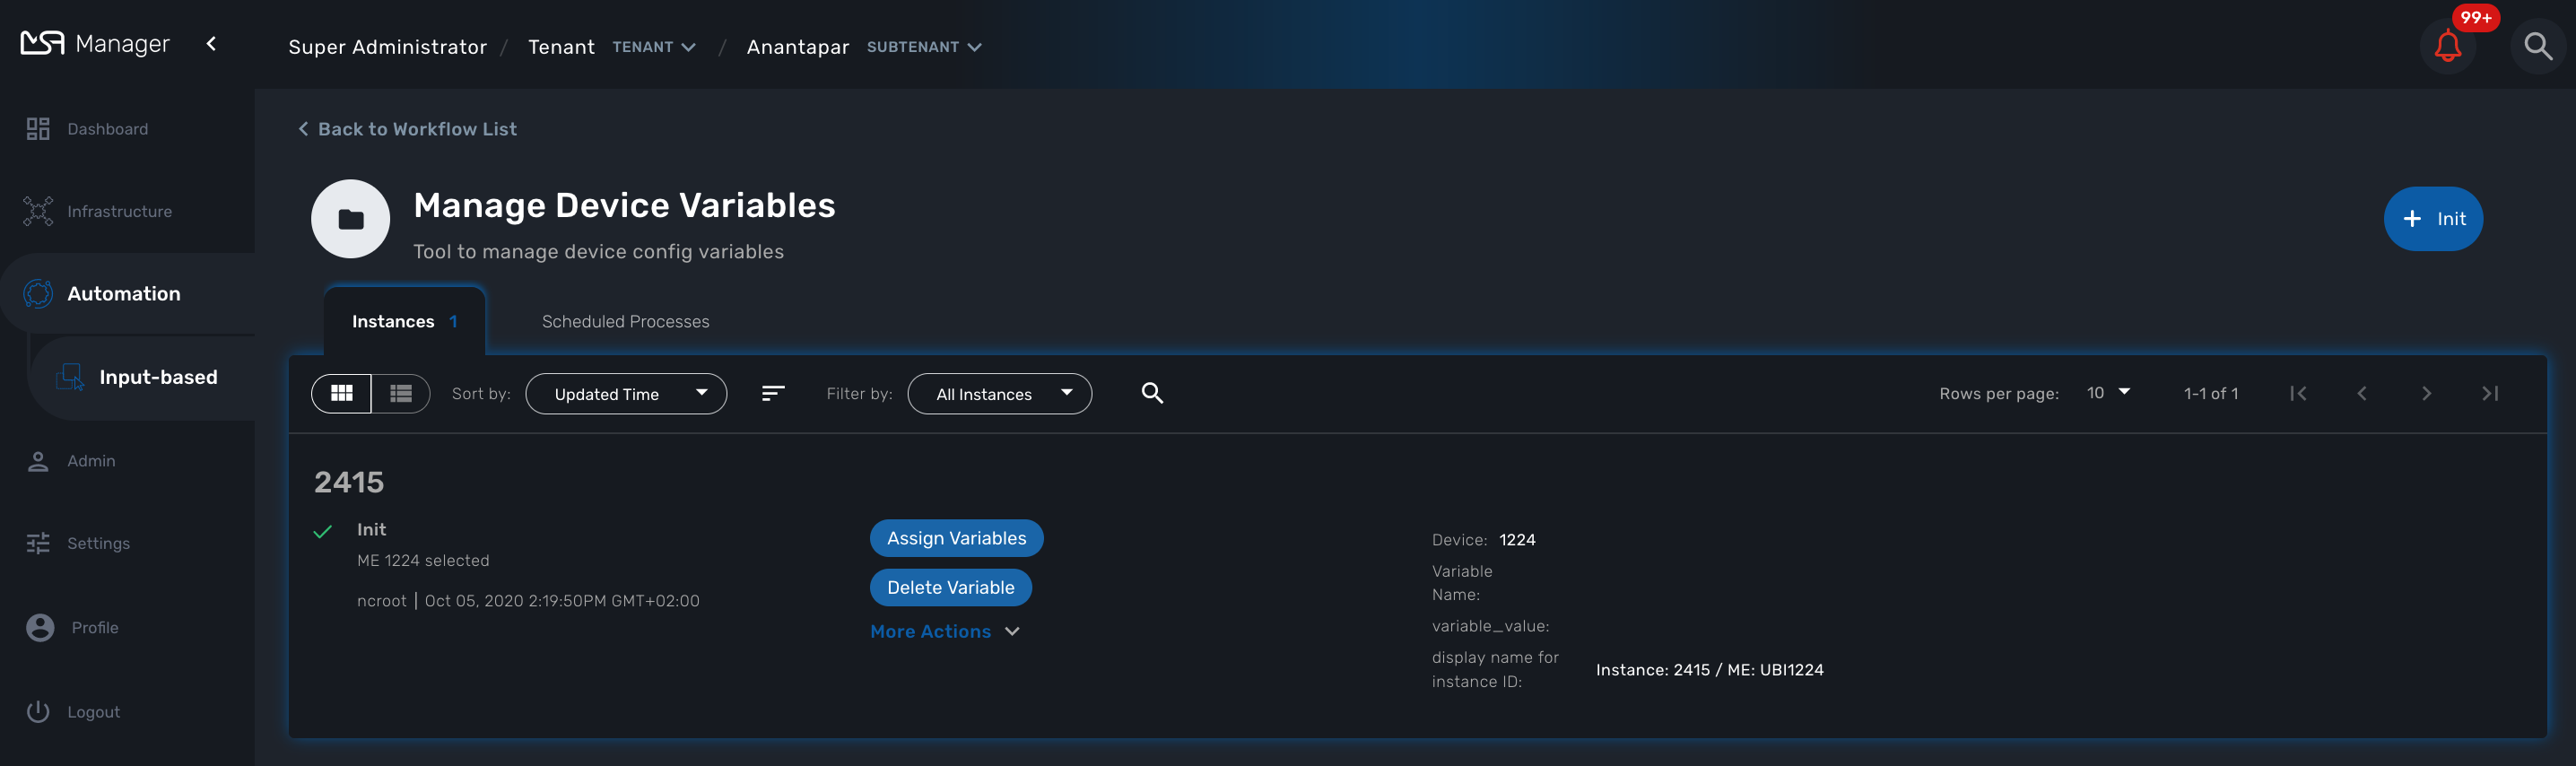 MSA Manager
Super Administrator / Tenant TENANT / Anantapar SUBTENANT
99+
Dashboard
Infrastructure
Automation
Input-based
Admin
Settings
Profile
Logout
Back to Workflow List
Manage Device Variables
Tool to manage device config variables
+ Init
Instances 1
Scheduled Processes
Sort by: Updated Time Filter by: All Instances Rows per page: 10 1-1 of 1
2415
Init
ME 1224 selected
ncroot | Oct 05, 2020 2:19:50PM GMT+02:00
Assign Variables
Delete Variable
More Actions
Device: 1224
Variable
Name:
variable_value:
display name for
instance ID:
Instance: 2415 / ME: UBI1224